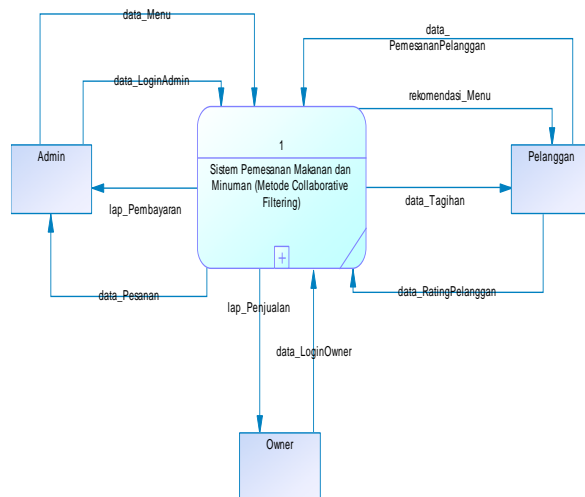 data_Menu
data_
PemesananPelanggan
data_LoginAdmin
rekomendasi_Menu
1
Admin
Sistem Pemesanan Makanan dan
Minuman (Metode Collaborative
Filtering)
Pelanggan
lap_Pembayaran
data_Tagihan
+
data_Pesanan
lap_Penjualan
data_RatingPelanggan
data_LoginOwner
Owner